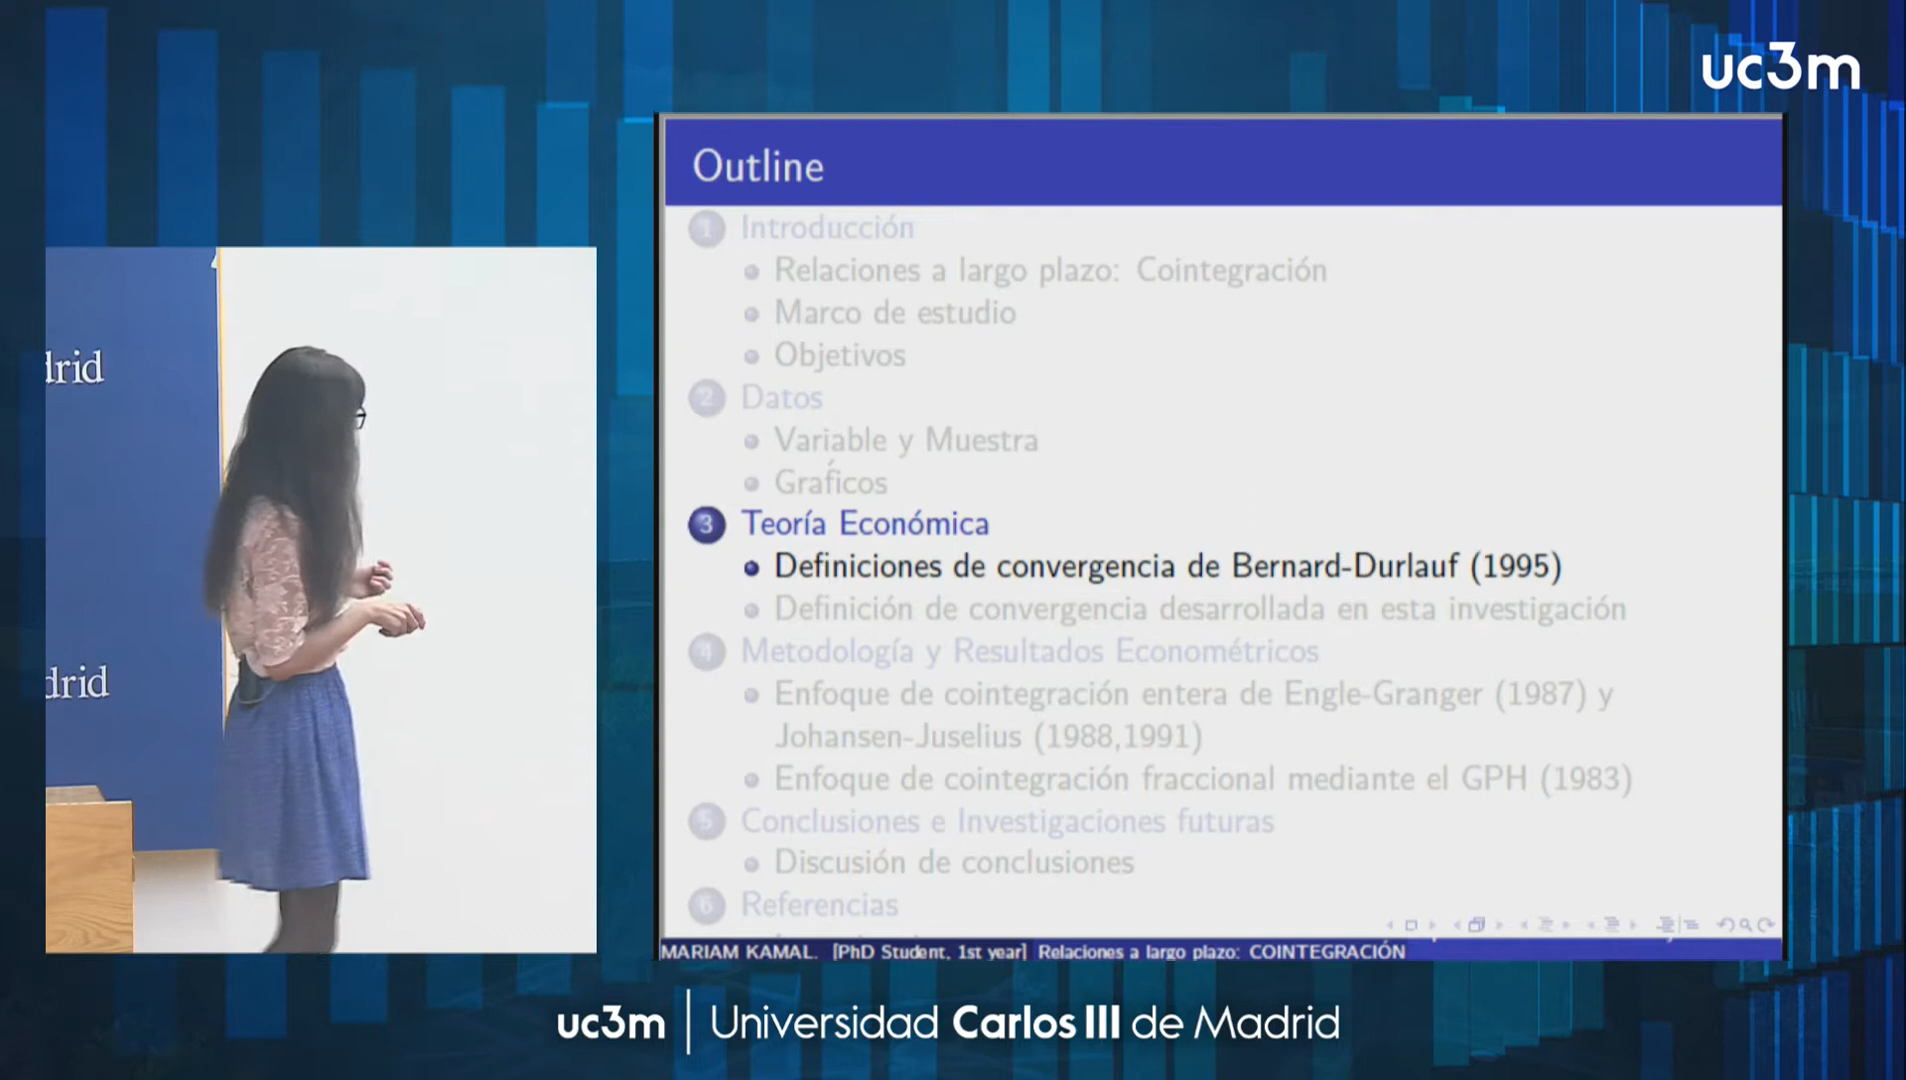 uc3m
Outline
1 Introducción
Relaciones a largo plazo: Cointegración
Marco de estudio
Objetivos
2 Datos
Variable y Muestra
Graficos
3 Teoría Económica
Definiciones de convergencia de Bernard-Durlauf (1995)
Definición de convergencia desarrollada en esta investigación
4 Metodología y Resultados Econométricos
Enfoque de cointegración entera de Engle-Granger (1987) y
Johansen-Juselius (1988,1991)
Enfoque de cointegración fraccional mediante el GPH (1983)
5 Conclusiones e Investigaciones futuras
Discusión de conclusiones
6 Referencias
MARIAM KAMAL. [PhD Student, 1st year] Relaciones a largo plazo: COINTEGRACIÓN
drid
drid
uc3m | Universidad Carlos III de Madrid